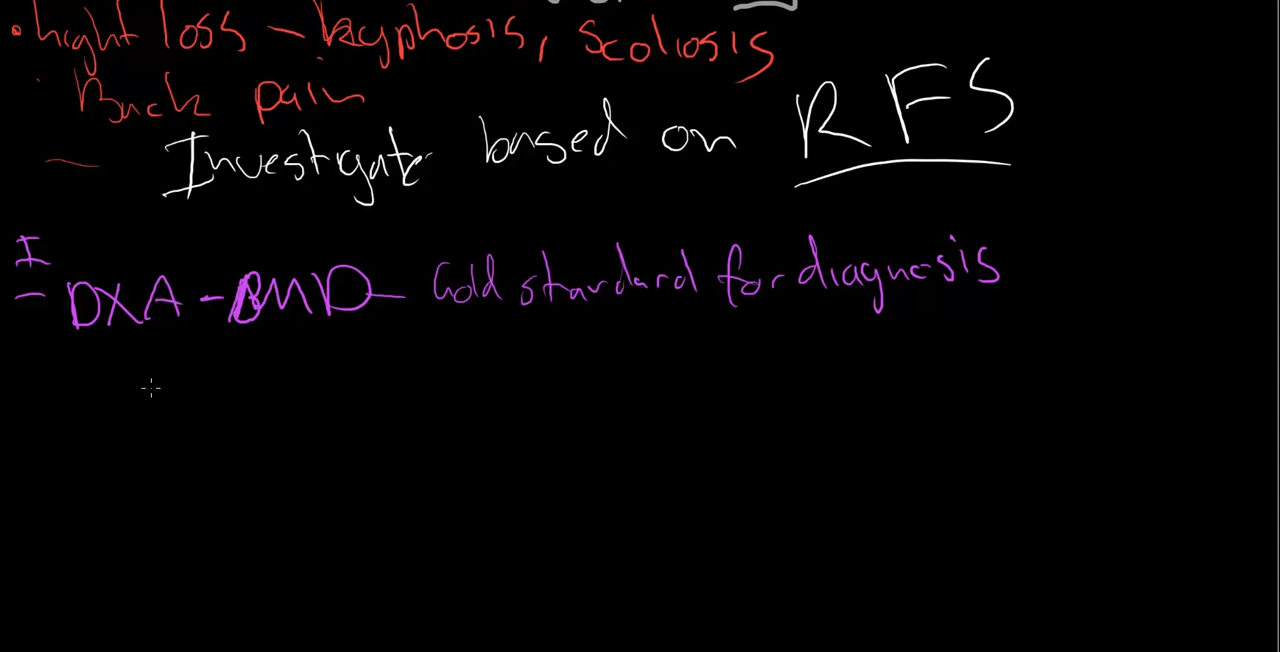 • hight loss - kyphosis, Scoliosis
· Back pain
Investigate based on RFS
I
- DXA - BMD - Gold standard for diagnosis